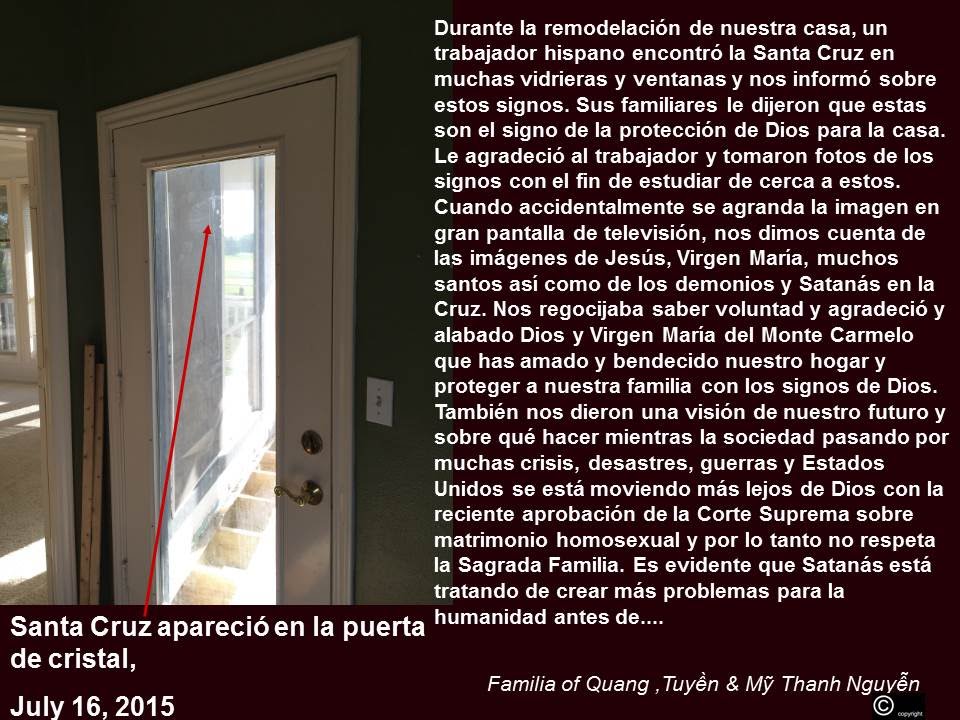 Durante la remodelación de nuestra casa, un
trabajador hispano encontró la Santa Cruz en
muchas vidrieras y ventanas y nos informó sobre
estos signos. Sus familiares le dijeron que estas
son el signo de la protección de Dios para la casa.
Le agradeció al trabajador y tomaron fotos de los
signos con el fin de estudiar de cerca a estos.
Cuando accidentalmente se agranda la imagen en
gran pantalla de televisión, nos dimos cuenta de
las imágenes de Jesús, Virgen María, muchos
santos así como de los demonios y Satanás en la
Cruz. Nos regocijaba saber voluntad y agradeció y
alabado Dios y Virgen María del Monte Carmelo
que has amado y bendecido nuestro hogar y
proteger a nuestra familia con los signos de Dios.
También nos dieron una visión de nuestro futuro y
sobre qué hacer mientras la sociedad pasando por
muchas crisis, desastres, guerras y Estados
Unidos se está moviendo más lejos de Dios con la
reciente aprobación de la Corte Suprema sobre
matrimonio homosexual y por lo tanto no respeta
la Sagrada Familia. Es evidente que Satanás está
tratando de crear más problemas para la
humanidad antes de....
Santa Cruz apareció en la puerta
de cristal,
July 16, 2015
Familia of Quang ,Tuyền & Mỹ Thanh Nguyễn
© copyright